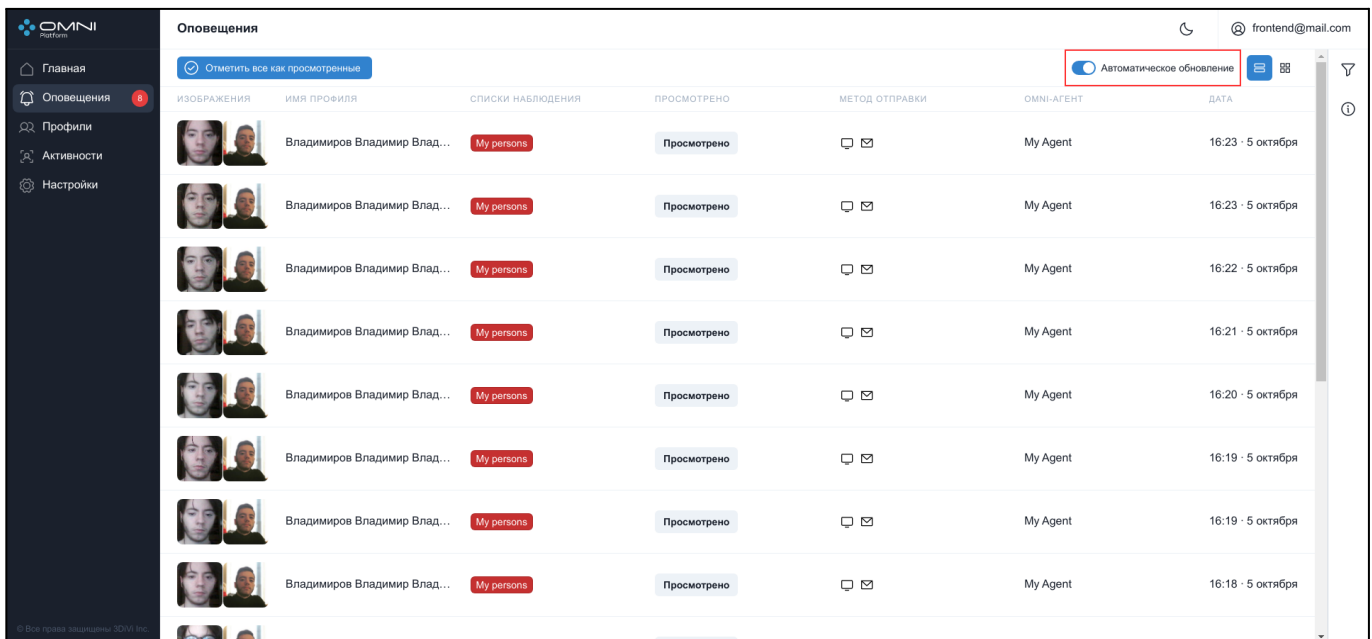 OMNI
Platform
Оповещения
frontend@mail.com
Главная
Оповещения 8
Профили
Активности
Настройки
Отметить все как просмотренные
Автоматическое обновление
ИЗОБРАЖЕНИЯ ИМЯ ПРОФИЛЯ СПИСКИ НАБЛЮДЕНИЯ ПРОСМОТРЕНО МЕТОД ОТПРАВКИ OMNI-АГЕНТ ДАТА
Владимиров Владимир Влад... My persons Просмотрено My Agent 16:23 · 5 октября
Владимиров Владимир Влад... My persons Просмотрено My Agent 16:23 · 5 октября
Владимиров Владимир Влад... My persons Просмотрено My Agent 16:22 · 5 октября
Владимиров Владимир Влад... My persons Просмотрено My Agent 16:21 · 5 октября
Владимиров Владимир Влад... My persons Просмотрено My Agent 16:20 · 5 октября
Владимиров Владимир Влад... My persons Просмотрено My Agent 16:19 · 5 октября
Владимиров Владимир Влад... My persons Просмотрено My Agent 16:19 · 5 октября
Владимиров Владимир Влад... My persons Просмотрено My Agent 16:18 · 5 октября
© Все права защищены 3DiVi Inc.